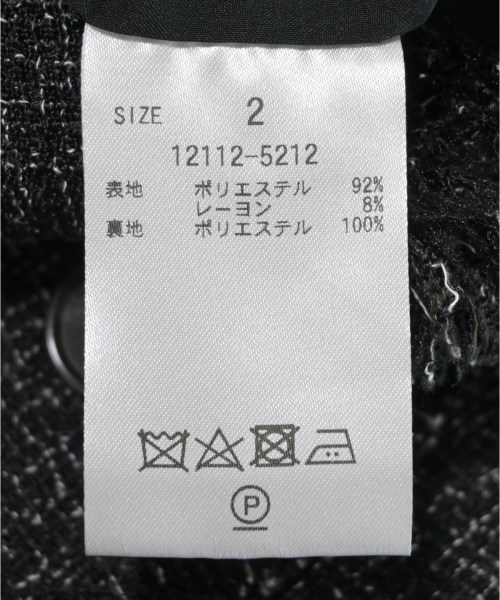 SIZE 2
12112-5212
表地 ポリエステル 92%
レーヨン 8%
裏地 ポリエステル 100%
P